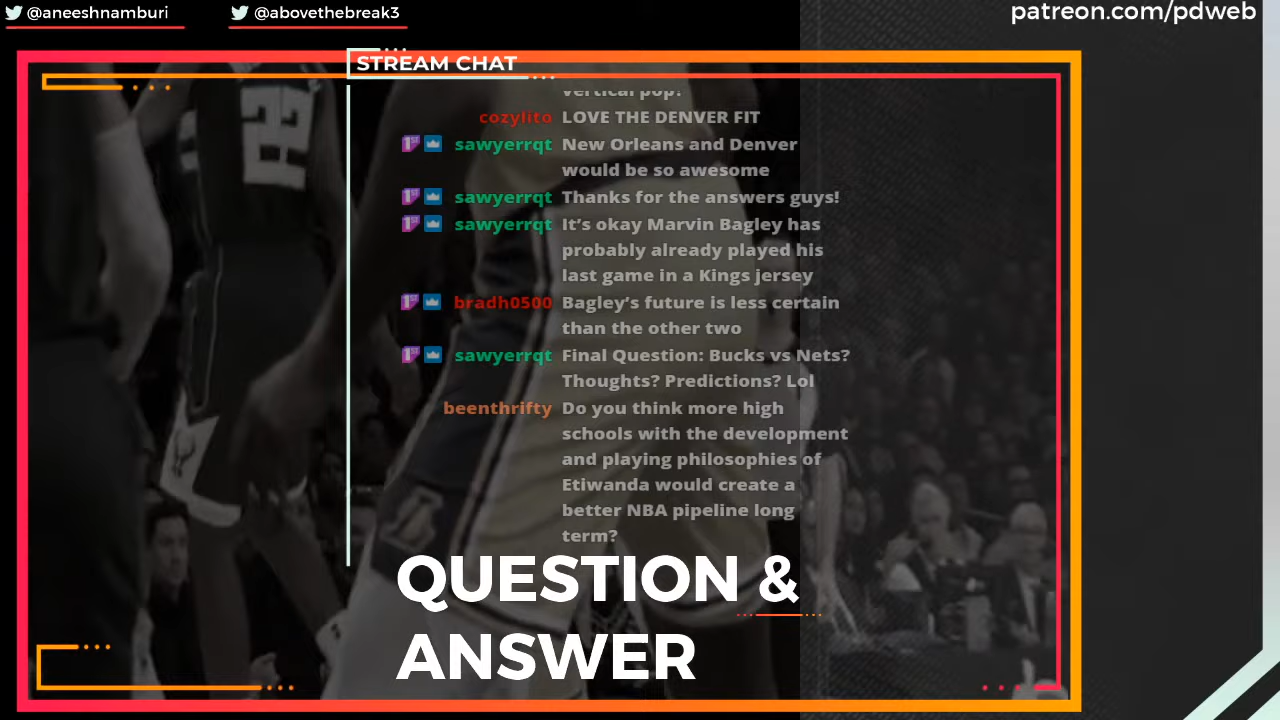 @aneeshnamburi
@abovethebreak3
patreon.com/pdweb
STREAM CHAT
vertical pop?
cozylito LOVE THE DENVER FIT
sawyerrqt New Orleans and Denver
would be so awesome
sawyerrqt Thanks for the answers guys!
sawyerrqt It’s okay Marvin Bagley has
probably already played his
last game in a Kings jersey
bradh0500 Bagley’s future is less certain
than the other two
sawyerrqt Final Question: Bucks vs Nets?
Thoughts? Predictions? Lol
beenthrifty Do you think more high
schools with the development
and playing philosophies of
Etiwanda would create a
better NBA pipeline long
term?
QUESTION &
ANSWER
22